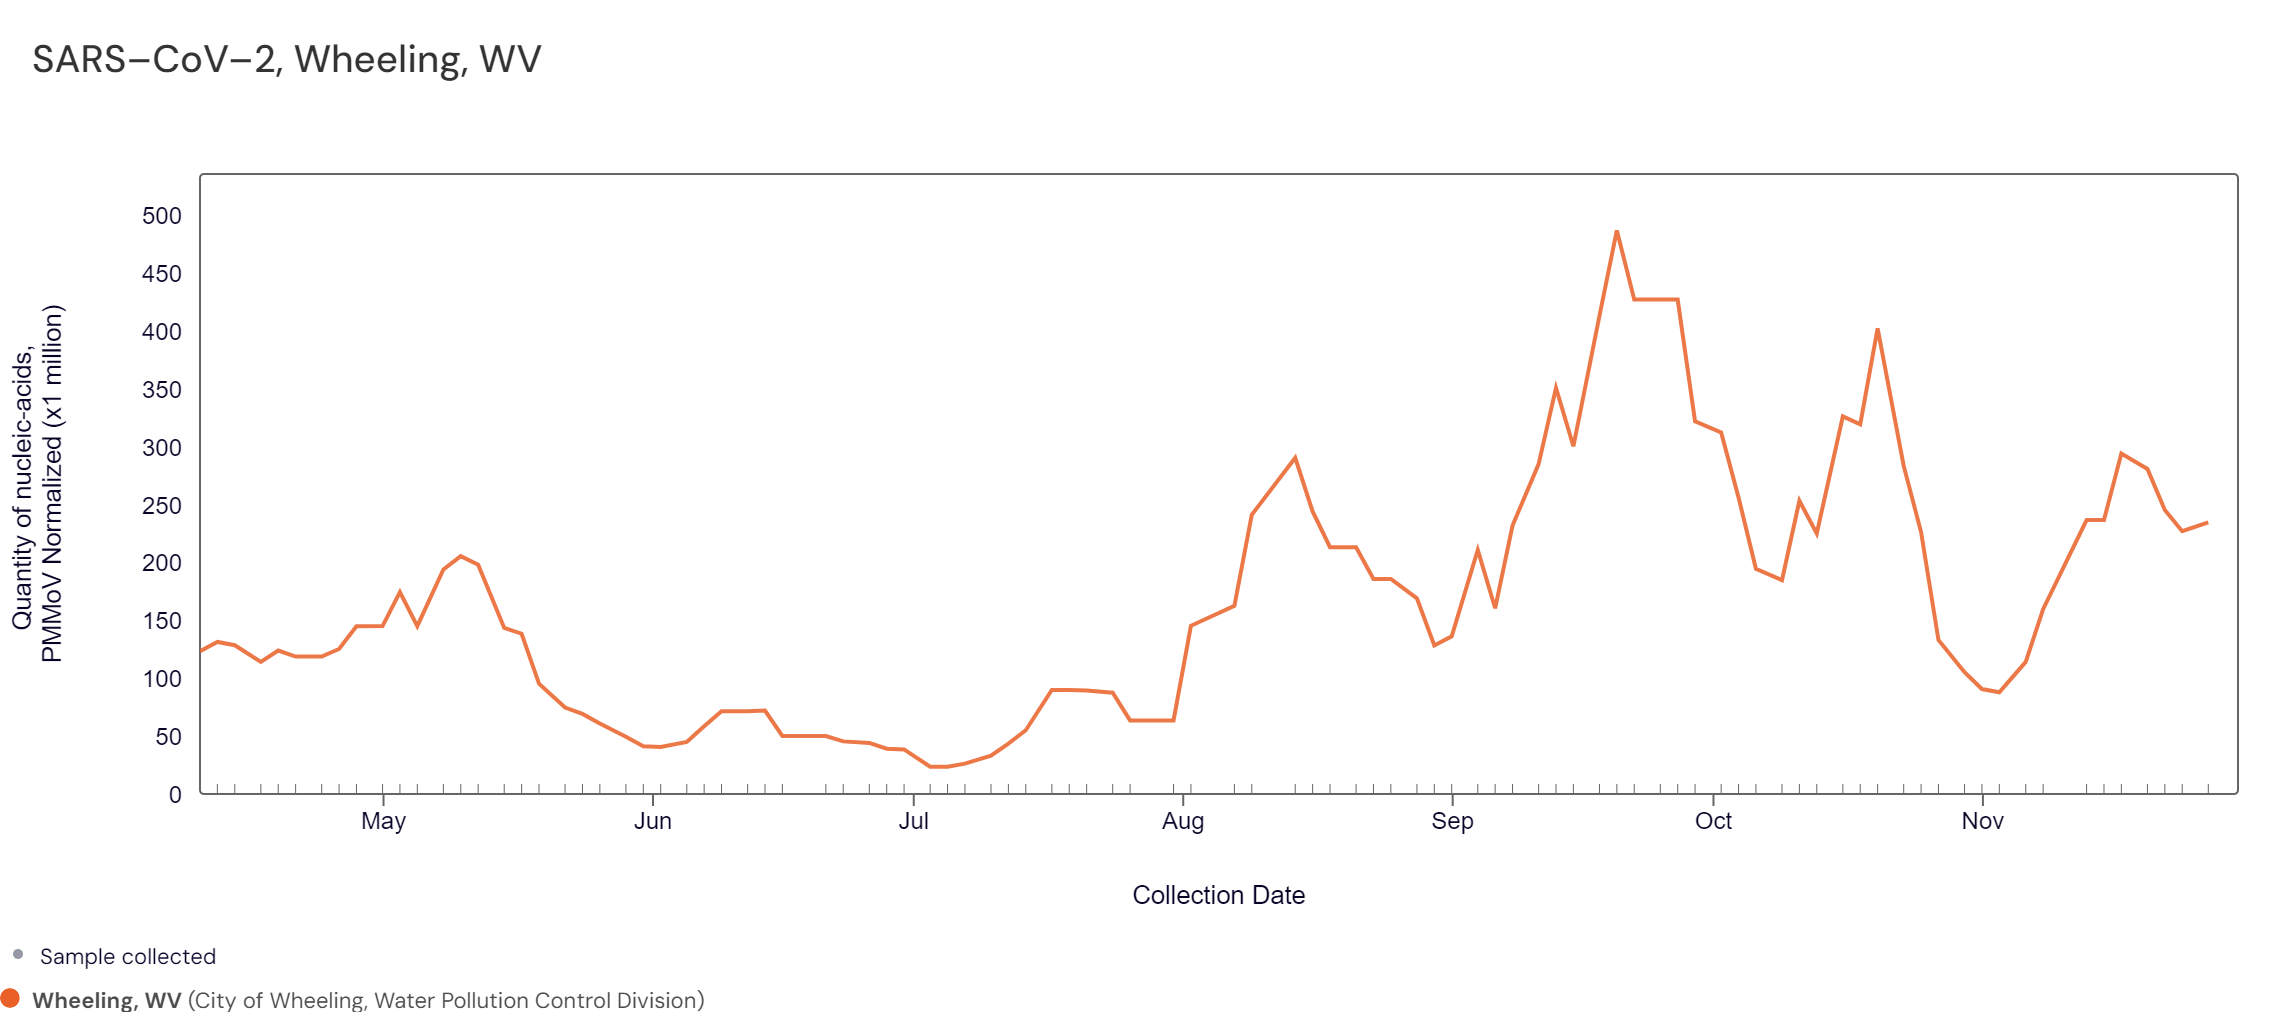 SARS–CoV–2, Wheeling, WV
Quantity of nucleic-acids,
PMMoV Normalized (x1 million)
500
450
400
350
300
250
200
150
100
50
0
May Jun Jul Aug Sep Oct Nov
Collection Date
Sample collected
Wheeling, WV (City of Wheeling, Water Pollution Control Division)